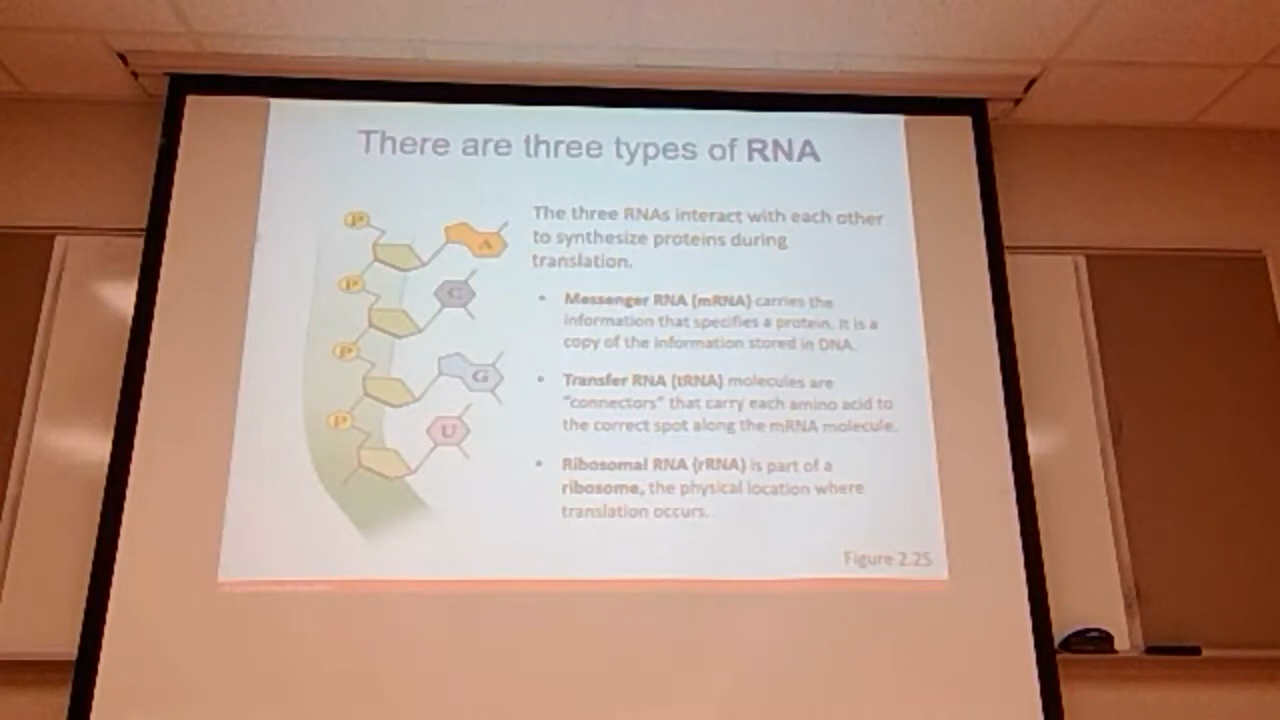 There are three types of RNA
The three RNAs interact with each other
to synthesize proteins during
translation.
P
A
P
C
• Messenger RNA (mRNA) carries the
information that specifies a protein. It is a
copy of the information stored in DNA.
P
G
• Transfer RNA (tRNA) molecules are
"connectors" that carry each amino acid to
the correct spot along the mRNA molecule.
P
U
• Ribosomal RNA (rRNA) is part of a
ribosome, the physical location where
translation occurs.
Figure 2.25